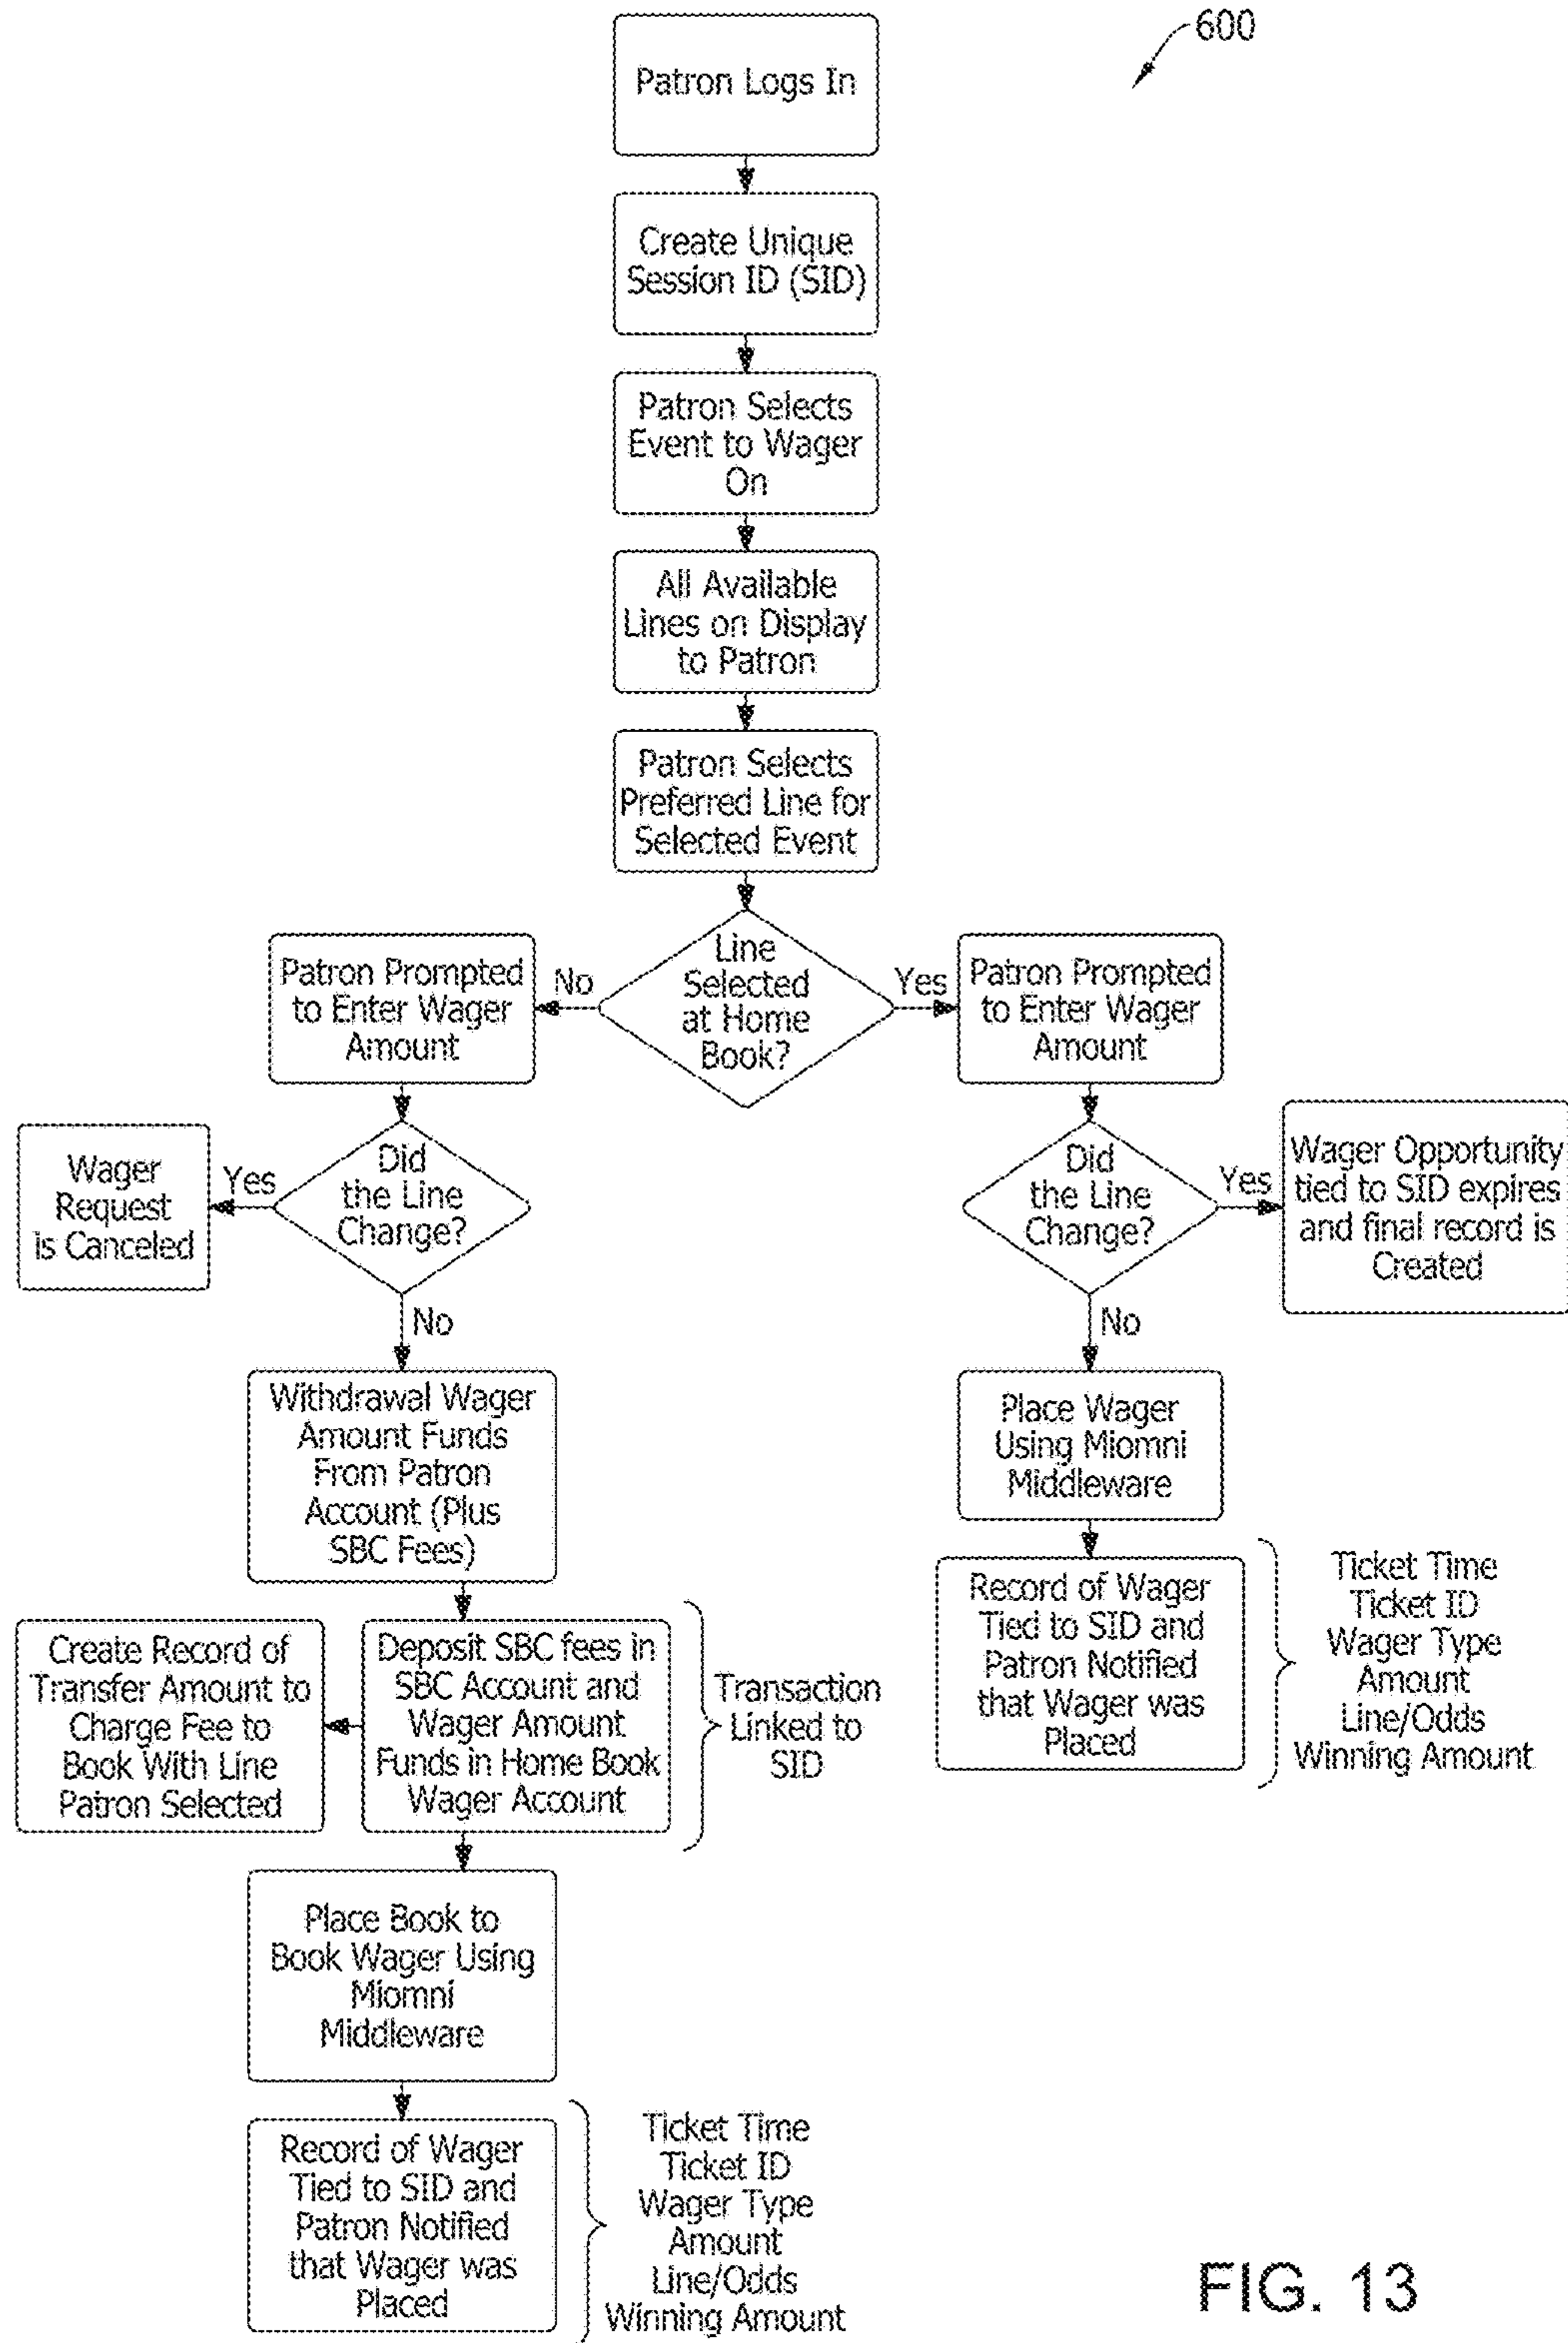 600
Patron Logs In
Create Unique
Session ID (SID)
Patron Selects
Event to Wager
On
All Available
Lines on Display
to Patron
Patron Selects
Preferred Line for
Selected Event
Line
Selected
at Home
Book?
No
Yes
Patron Prompted
to Enter Wager
Amount
Patron Prompted
to Enter Wager
Amount
Did
the Line
Change?
Yes
Wager
Request
is Canceled
No
Did
the Line
Change?
Yes
Wager Opportunity
tied to SID expires
and final record is
Created
No
Withdrawal Wager
Amount Funds
From Patron
Account (Plus
SBC Fees)
Place Wager
Using Miomni
Middleware
Create Record of
Transfer Amount to
Charge Fee to
Book With Line
Patron Selected
Deposit SBC fees in
SBC Account and
Wager Amount
Funds in Home Book
Wager Account
Transaction
Linked to
SID
Record of Wager
Tied to SID and
Patron Notified
that Wager was
Placed
Ticket Time
Ticket ID
Wager Type
Amount
Line/Odds
Winning Amount
Place Book to
Book Wager Using
Miomni
Middleware
Record of Wager
Tied to SID and
Patron Notified
that Wager was
Placed
Ticket Time
Ticket ID
Wager Type
Amount
Line/Odds
Winning Amount
FIG. 13